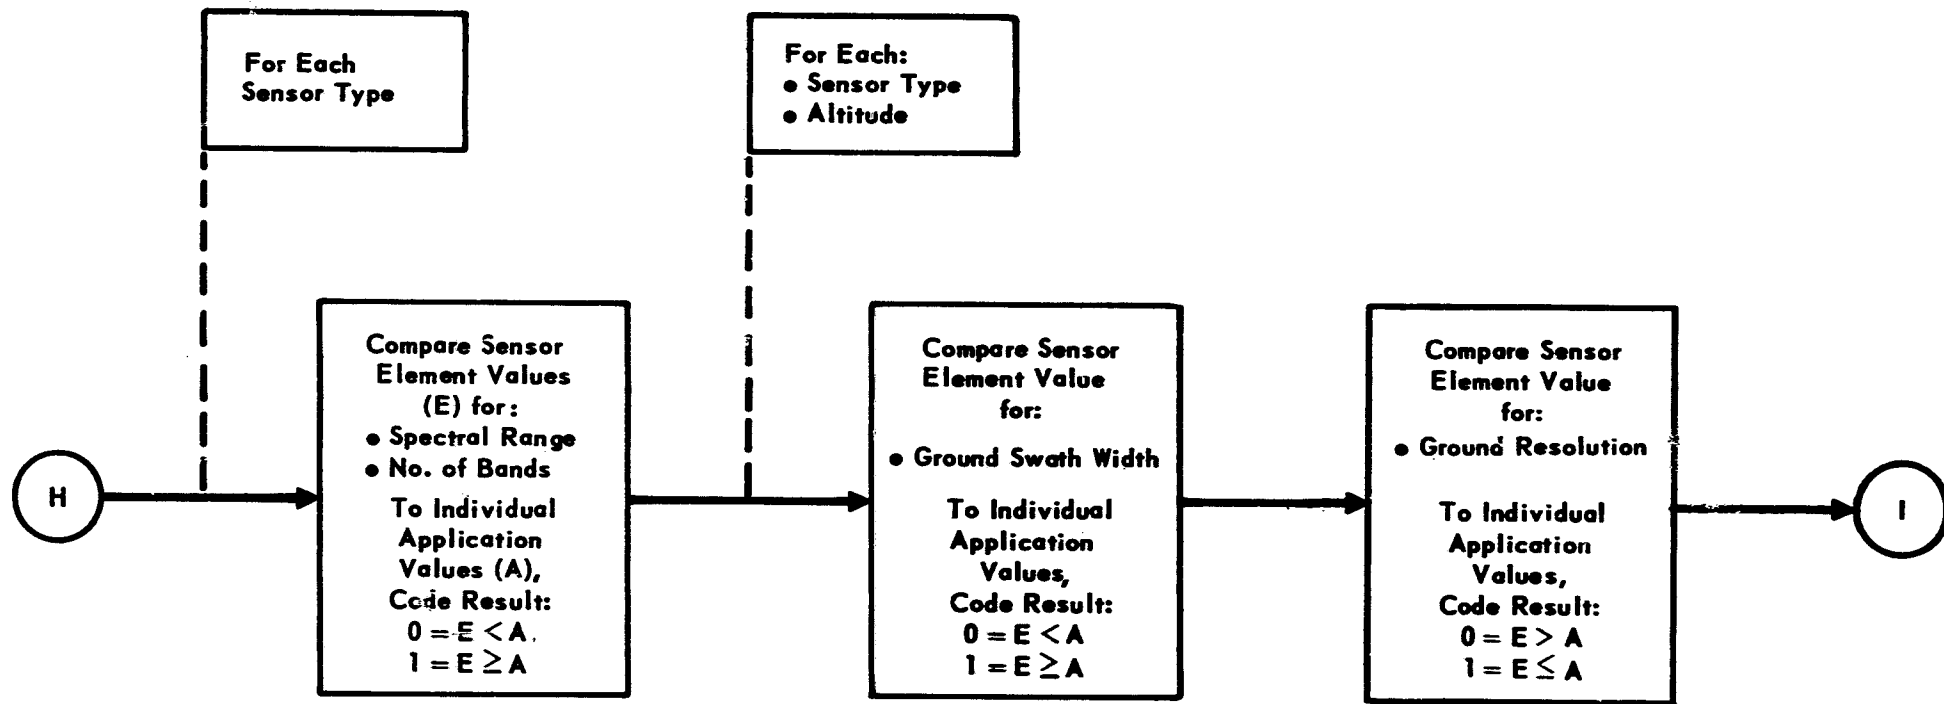 For Each
Sensor Type
For Each:
• Sensor Type
• Altitude
H
Compare Sensor
Element Values
(E) for:
• Spectral Range
• No. of Bands
To Individual
Application
Values (A),
Code Result:
0 = E < A.
1 = E ≥ A
Compare Sensor
Element Value
for:
• Ground Swath Width
To Individual
Application
Values,
Code Result:
0 = E < A
1 = E ≥ A
Compare Sensor
Element Value
for:
• Ground Resolution
To Individual
Application
Values,
Code Result:
0 = E > A
1 = E ≤ A
I